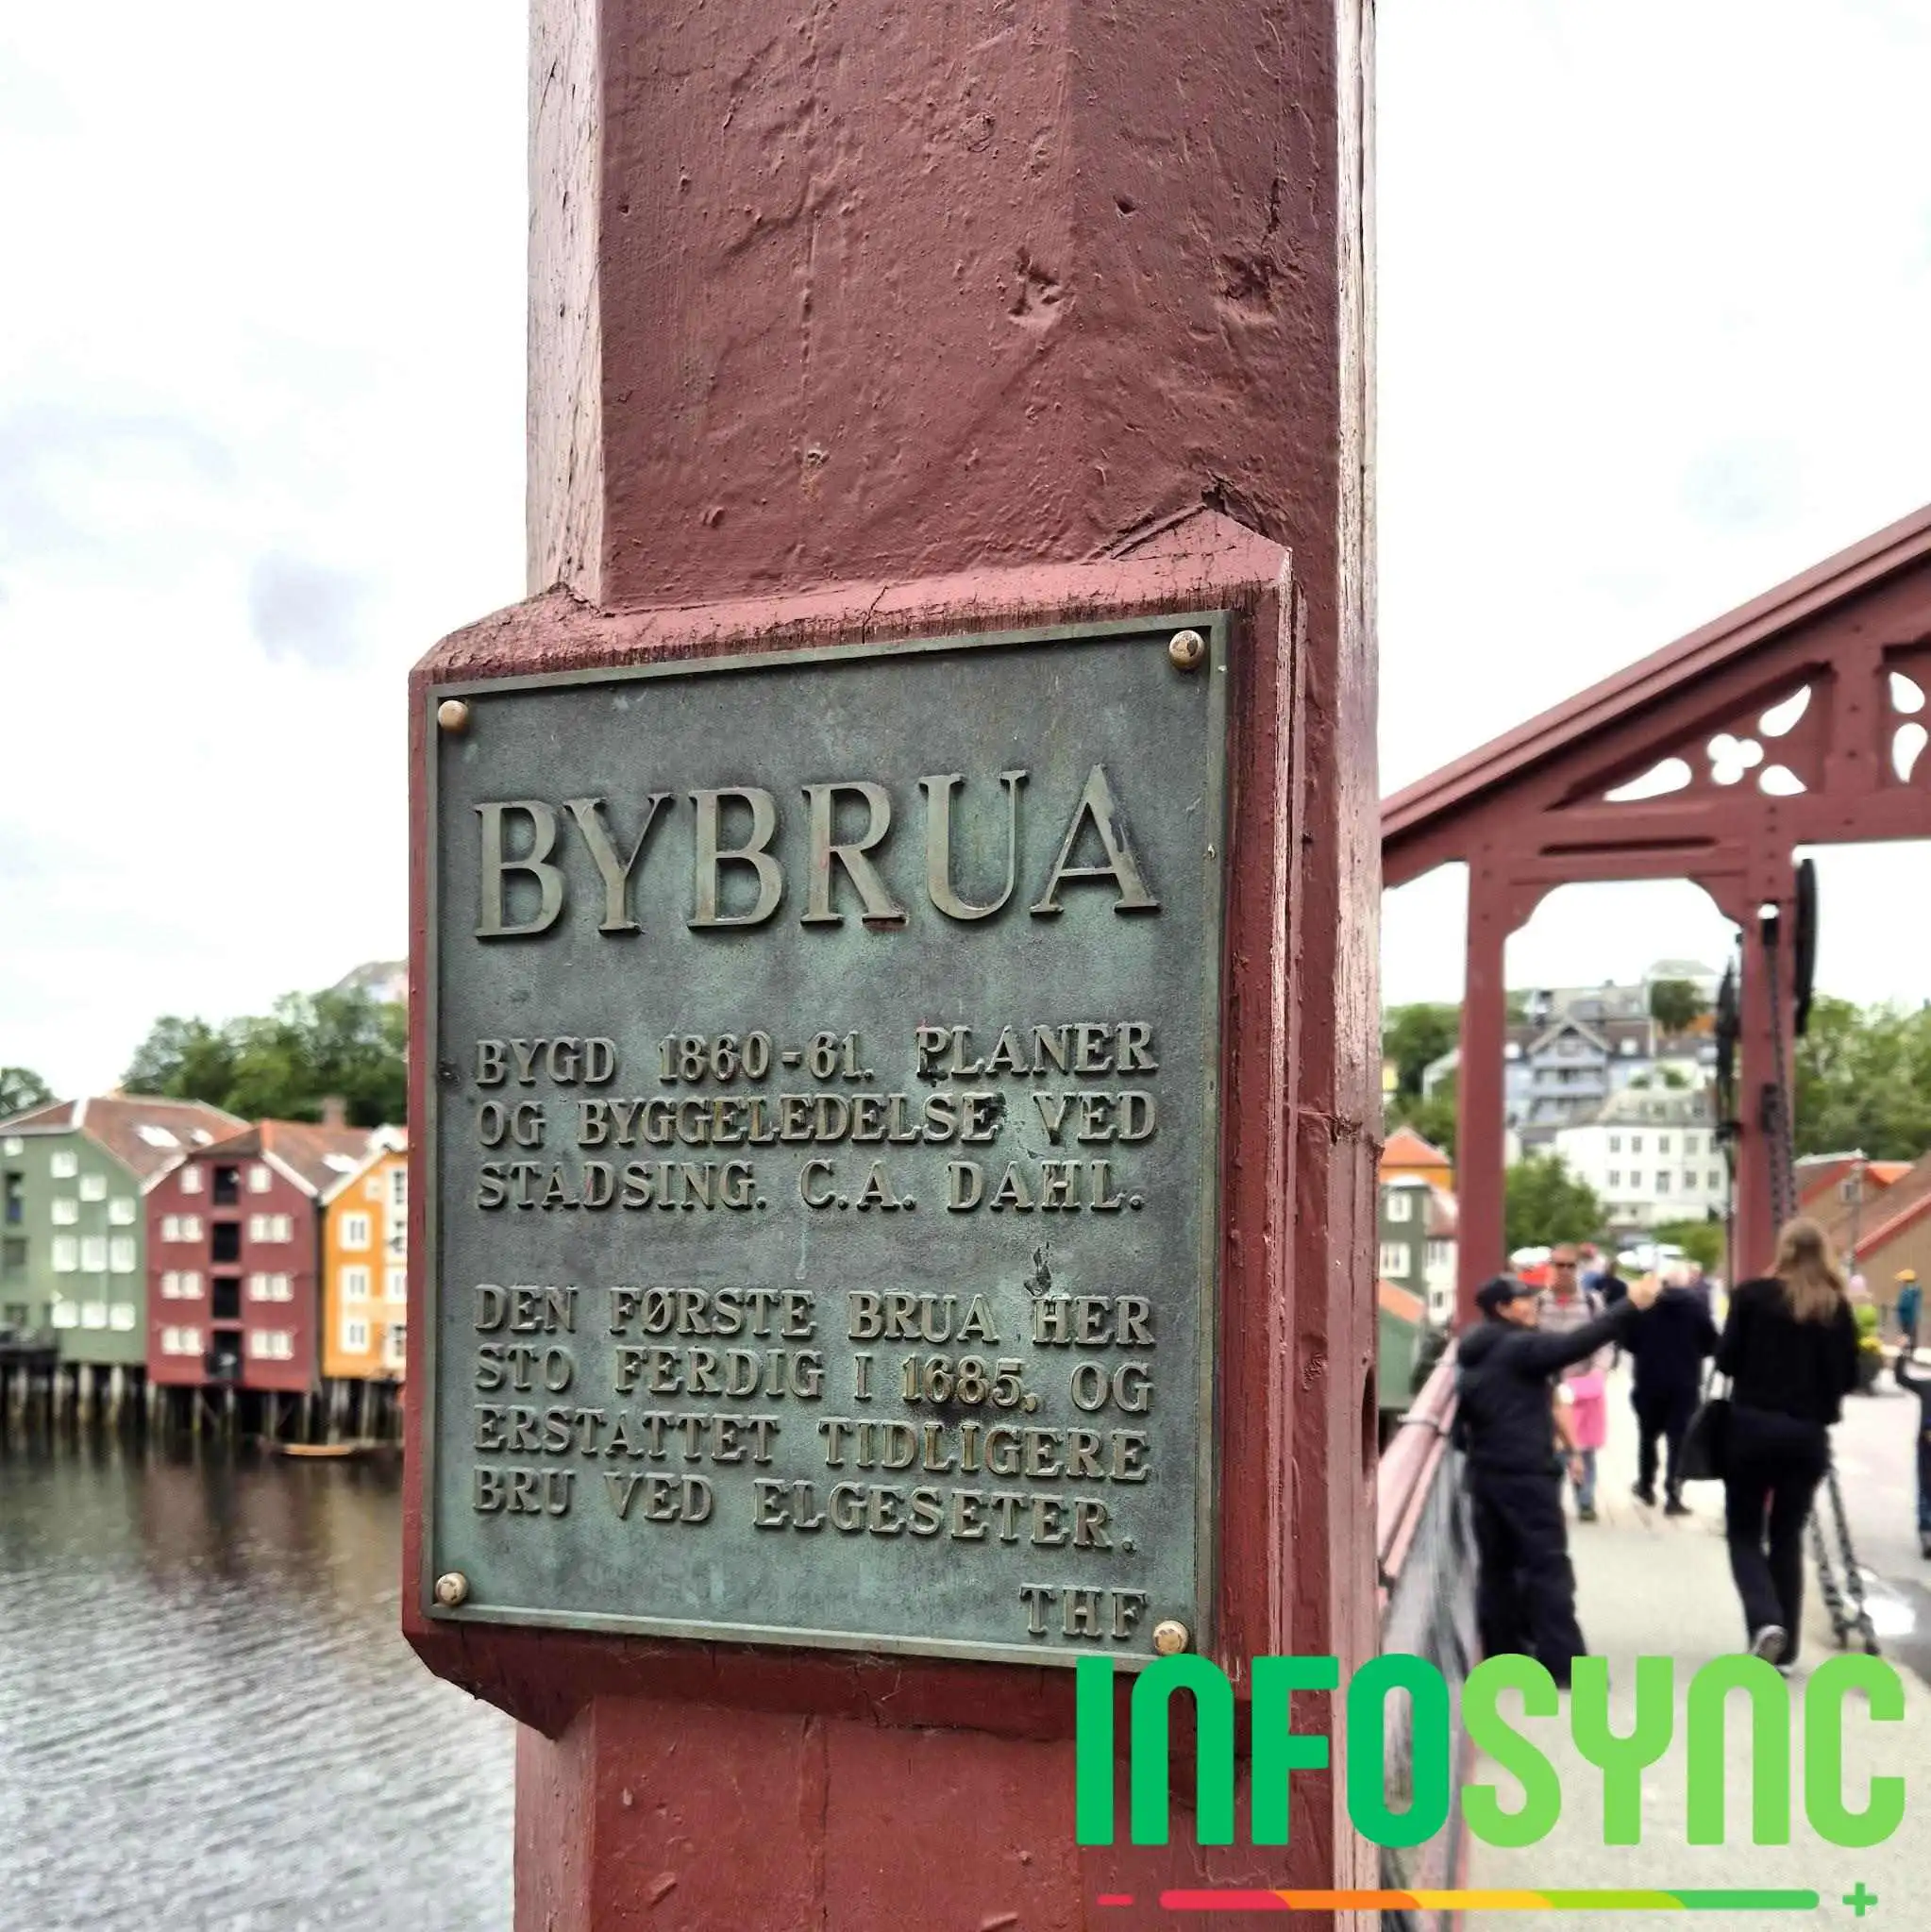 BYBRUA
BYGD 1860-61. PLANER
OG BYGGELEDELSE VED
STADSING. C.A. DAHL.
DEN FØRSTE BRUA HER
STO FERDIG I 1685, OG
ERSTATTET TIDLIGERE
BRU VED ELGESETER.
THF
INFOSYNC
- +